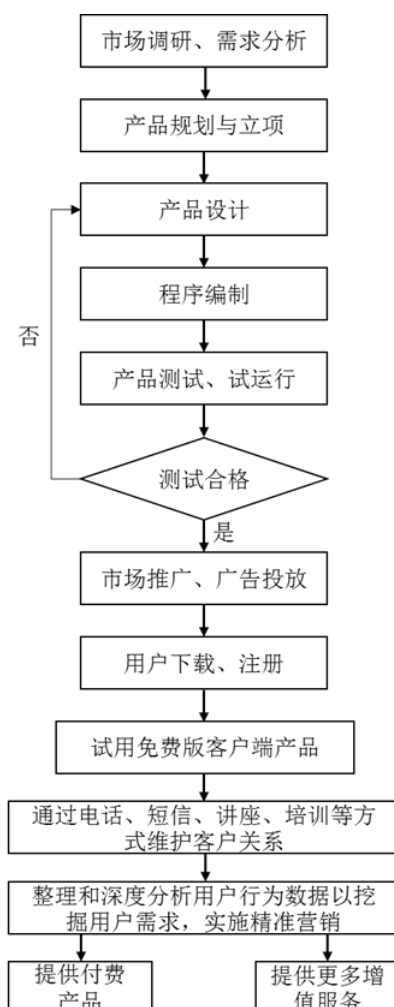 市场调研、需求分析
产品规划与立项
产品设计
程序编制
否
产品测试、试运行
测试合格
是
市场推广、广告投放
用户下载、注册
试用免费版客户端产品
通过电话、短信、讲座、培训等方
式维护客户关系
整理和深度分析用户行为数据以挖
掘用户需求，实施精准营销
提供付费
产品
提供更多增
值服务